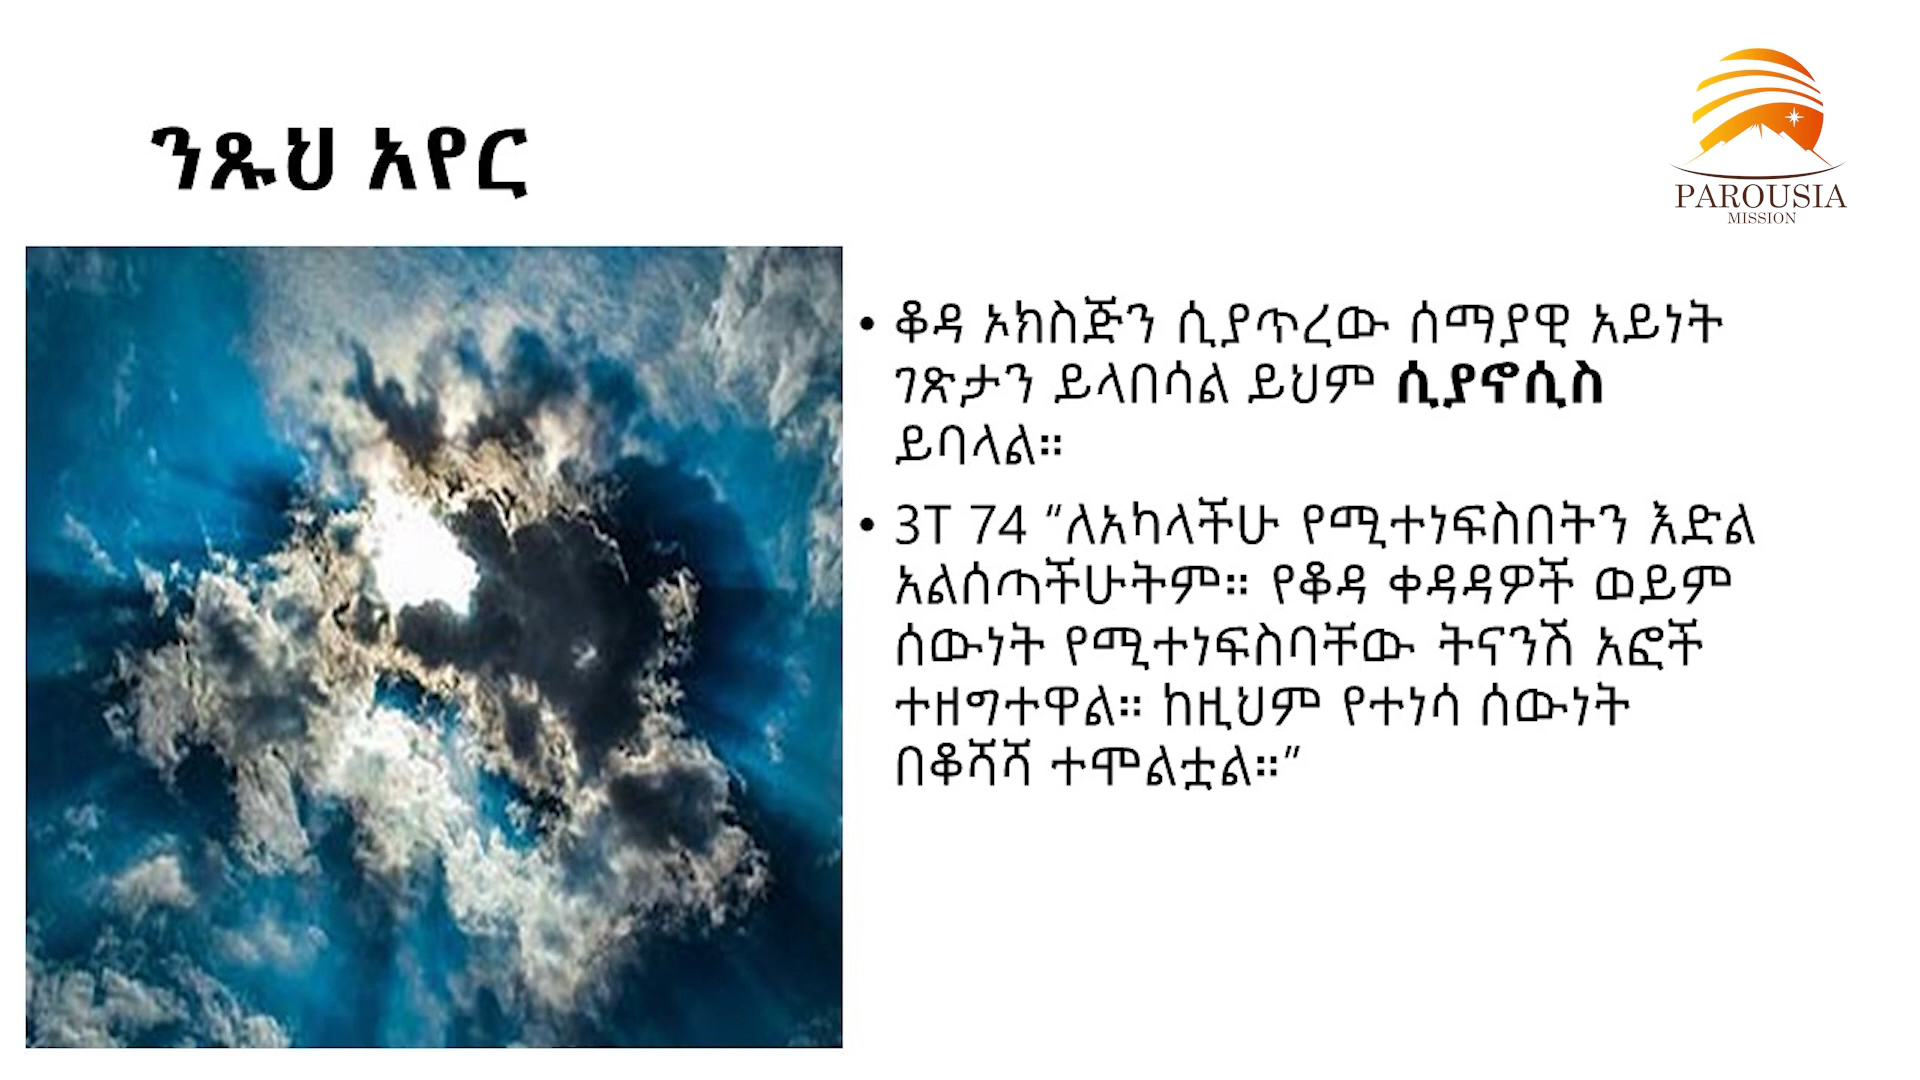 ንጹህ አየር
PAROUSIA
MISSION
• ቆዳ ኦክስጅን ሲያጥረው ሰማያዊ አይነት
ገጽታን ይላበሳል ይህም ሲያኖሲስ
ይባላል።
• 3T 74 “ለአካላችሁ የሚተነፍስበትን እድል
አልሰጣችሁትም። የቆዳ ቀዳዳዎች ወይም
ሰውነት የሚተነፍስባቸው ትናንሽ አፎች
ተዘግተዋል። ከዚህም የተነሳ ሰውነት
በቆሻሻ ተሞልቷል።”